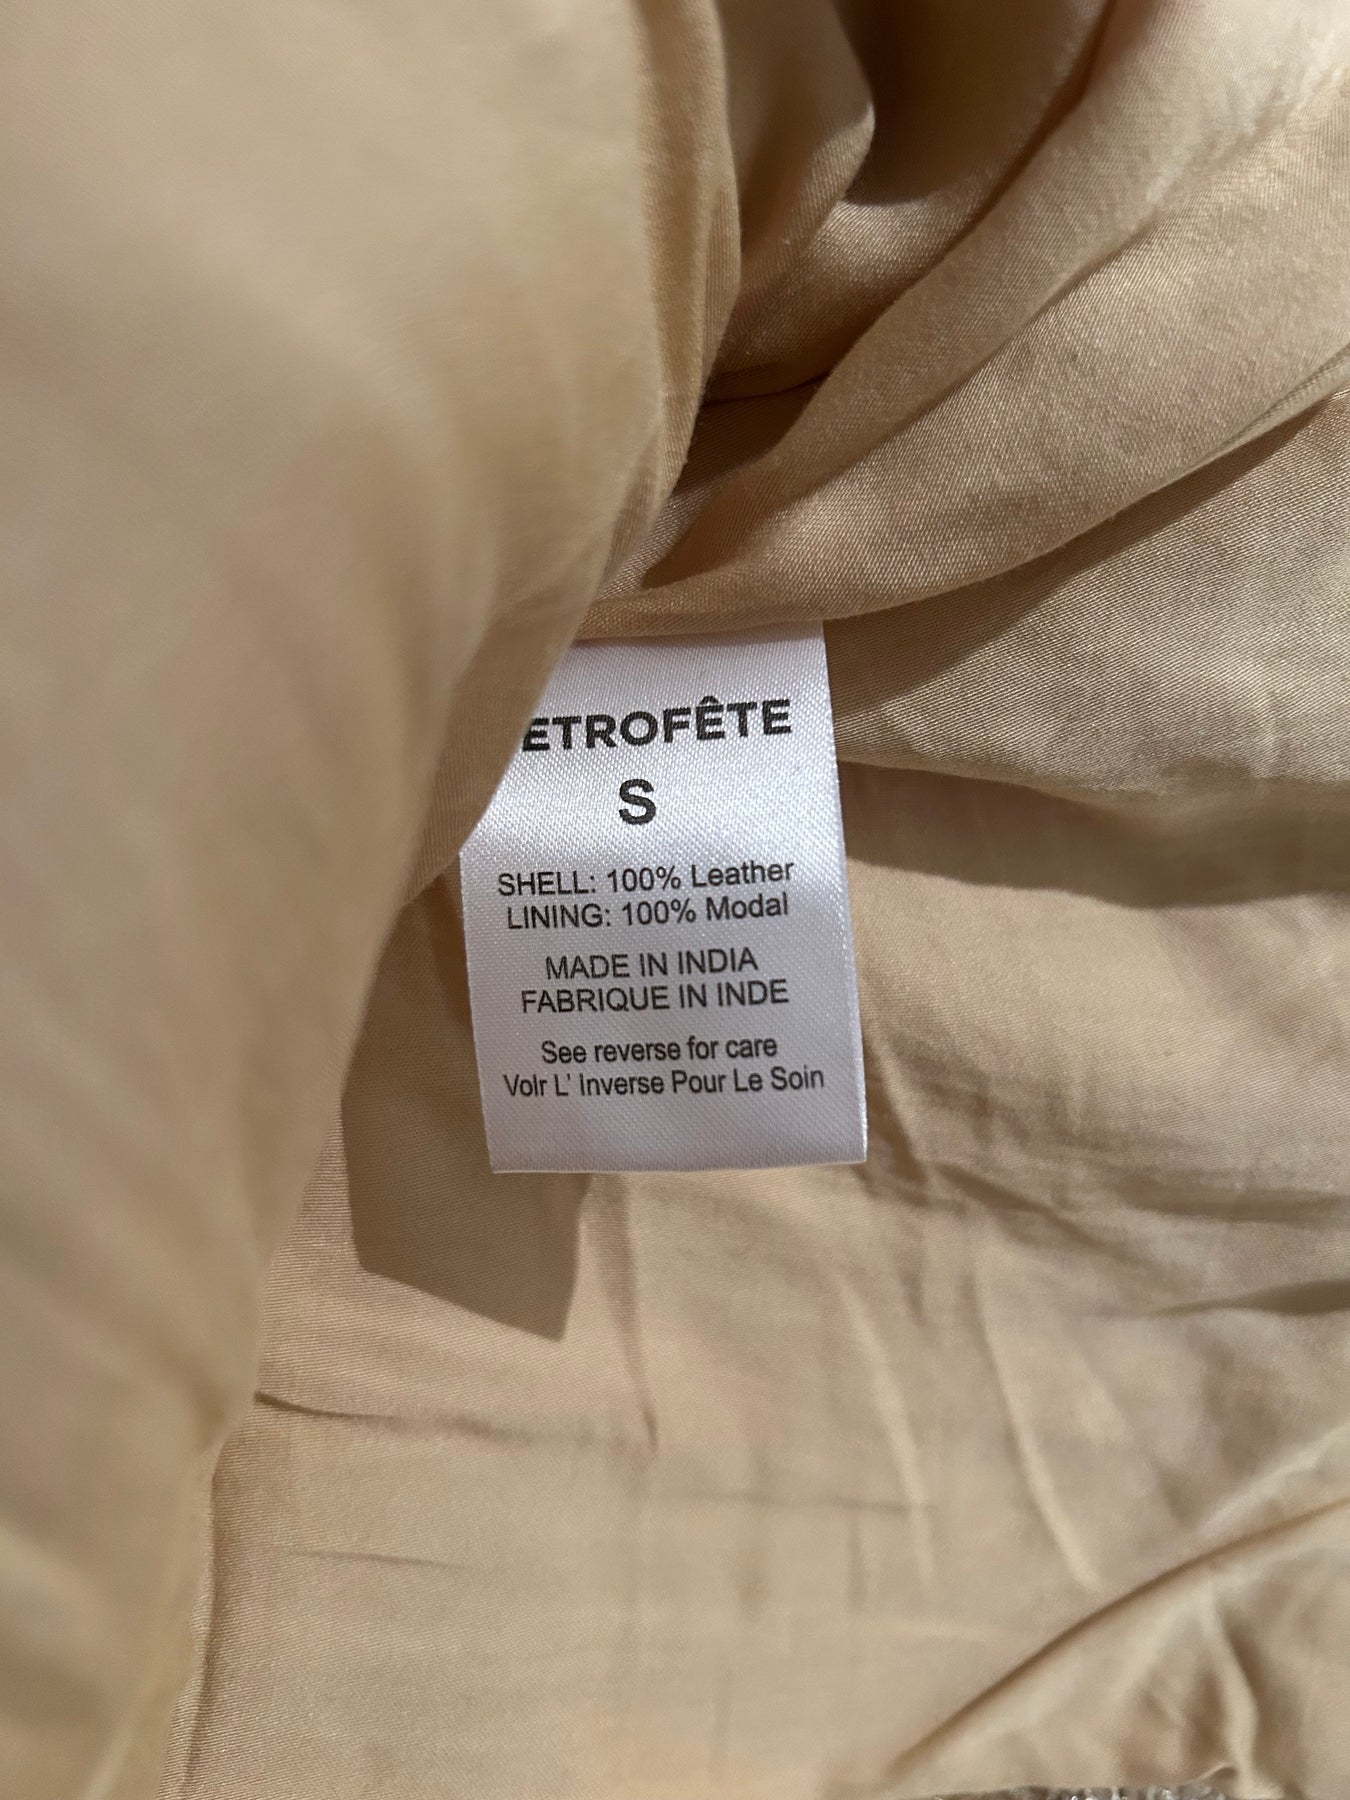 ETROFÊTE
S
SHELL: 100% Leather
LINING: 100% Modal
MADE IN INDIA
FABRIQUE IN INDE
See reverse for care
Voir L' Inverse Pour Le Soin